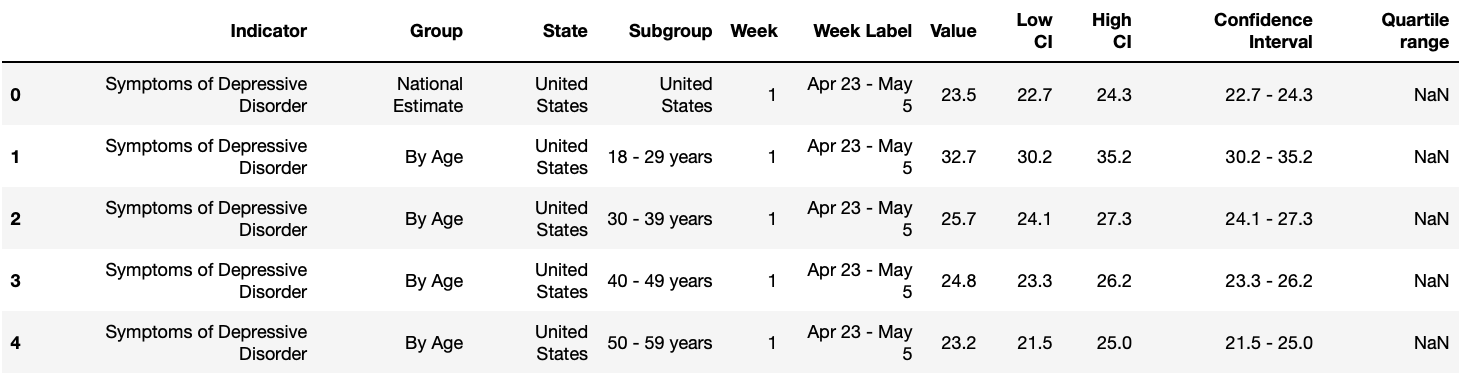 Indicator Group State Subgroup Week Week Label Value Low CI High CI Confidence Interval Quartile range
0 Symptoms of Depressive Disorder National Estimate United States United States 1 Apr 23 - May 5 23.5 22.7 24.3 22.7 - 24.3 NaN
1 Symptoms of Depressive Disorder By Age United States 18 - 29 years 1 Apr 23 - May 5 32.7 30.2 35.2 30.2 - 35.2 NaN
2 Symptoms of Depressive Disorder By Age United States 30 - 39 years 1 Apr 23 - May 5 25.7 24.1 27.3 24.1 - 27.3 NaN
3 Symptoms of Depressive Disorder By Age United States 40 - 49 years 1 Apr 23 - May 5 24.8 23.3 26.2 23.3 - 26.2 NaN
4 Symptoms of Depressive Disorder By Age United States 50 - 59 years 1 Apr 23 - May 5 23.2 21.5 25.0 21.5 - 25.0 NaN